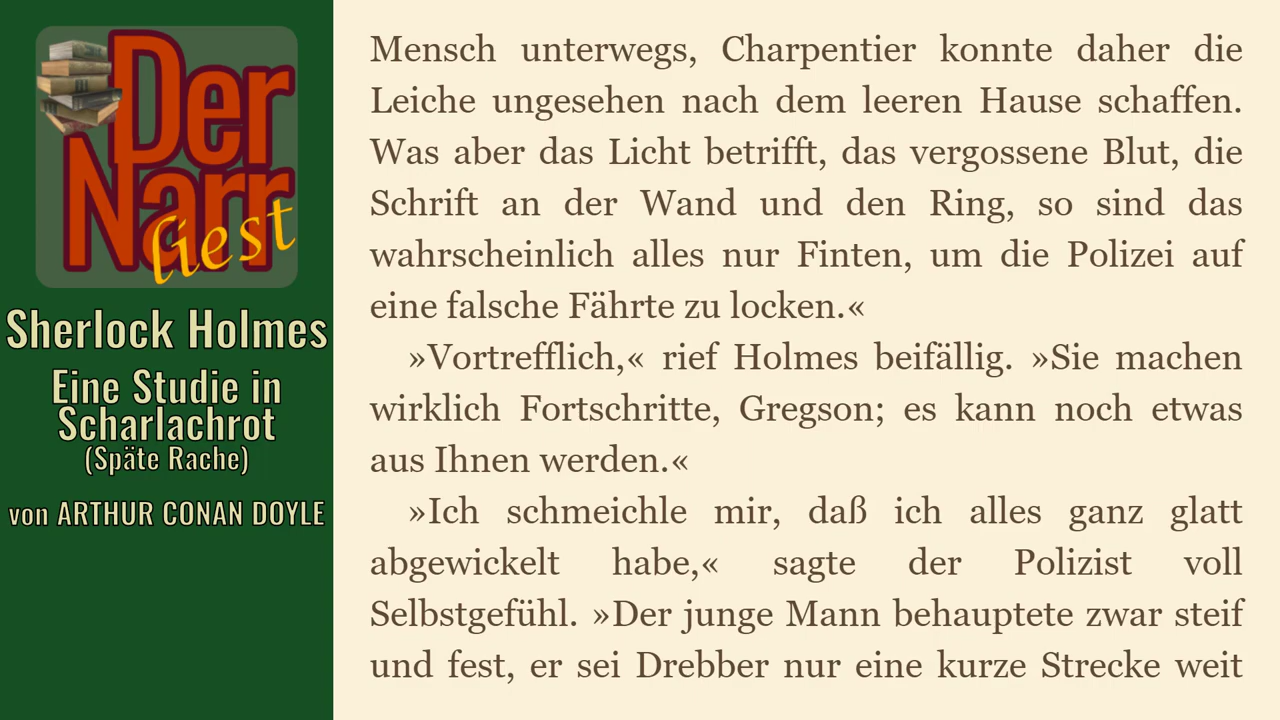 Der
Narr
liest
Sherlock Holmes
Eine Studie in
Scharlachrot
(Späte Rache)
von ARTHUR CONAN DOYLE
Mensch unterwegs, Charpentier konnte daher die
Leiche ungesehen nach dem leeren Hause schaffen.
Was aber das Licht betrifft, das vergossene Blut, die
Schrift an der Wand und den Ring, so sind das
wahrscheinlich alles nur Finten, um die Polizei auf
eine falsche Fährte zu locken.«
»Vortrefflich,« rief Holmes beifällig. »Sie machen
wirklich Fortschritte, Gregson; es kann noch etwas
aus Ihnen werden.«
»Ich schmeichle mir, daß ich alles ganz glatt
abgewickelt habe,« sagte der Polizist voll
Selbstgefühl. »Der junge Mann behauptete zwar steif
und fest, er sei Drebber nur eine kurze Strecke weit